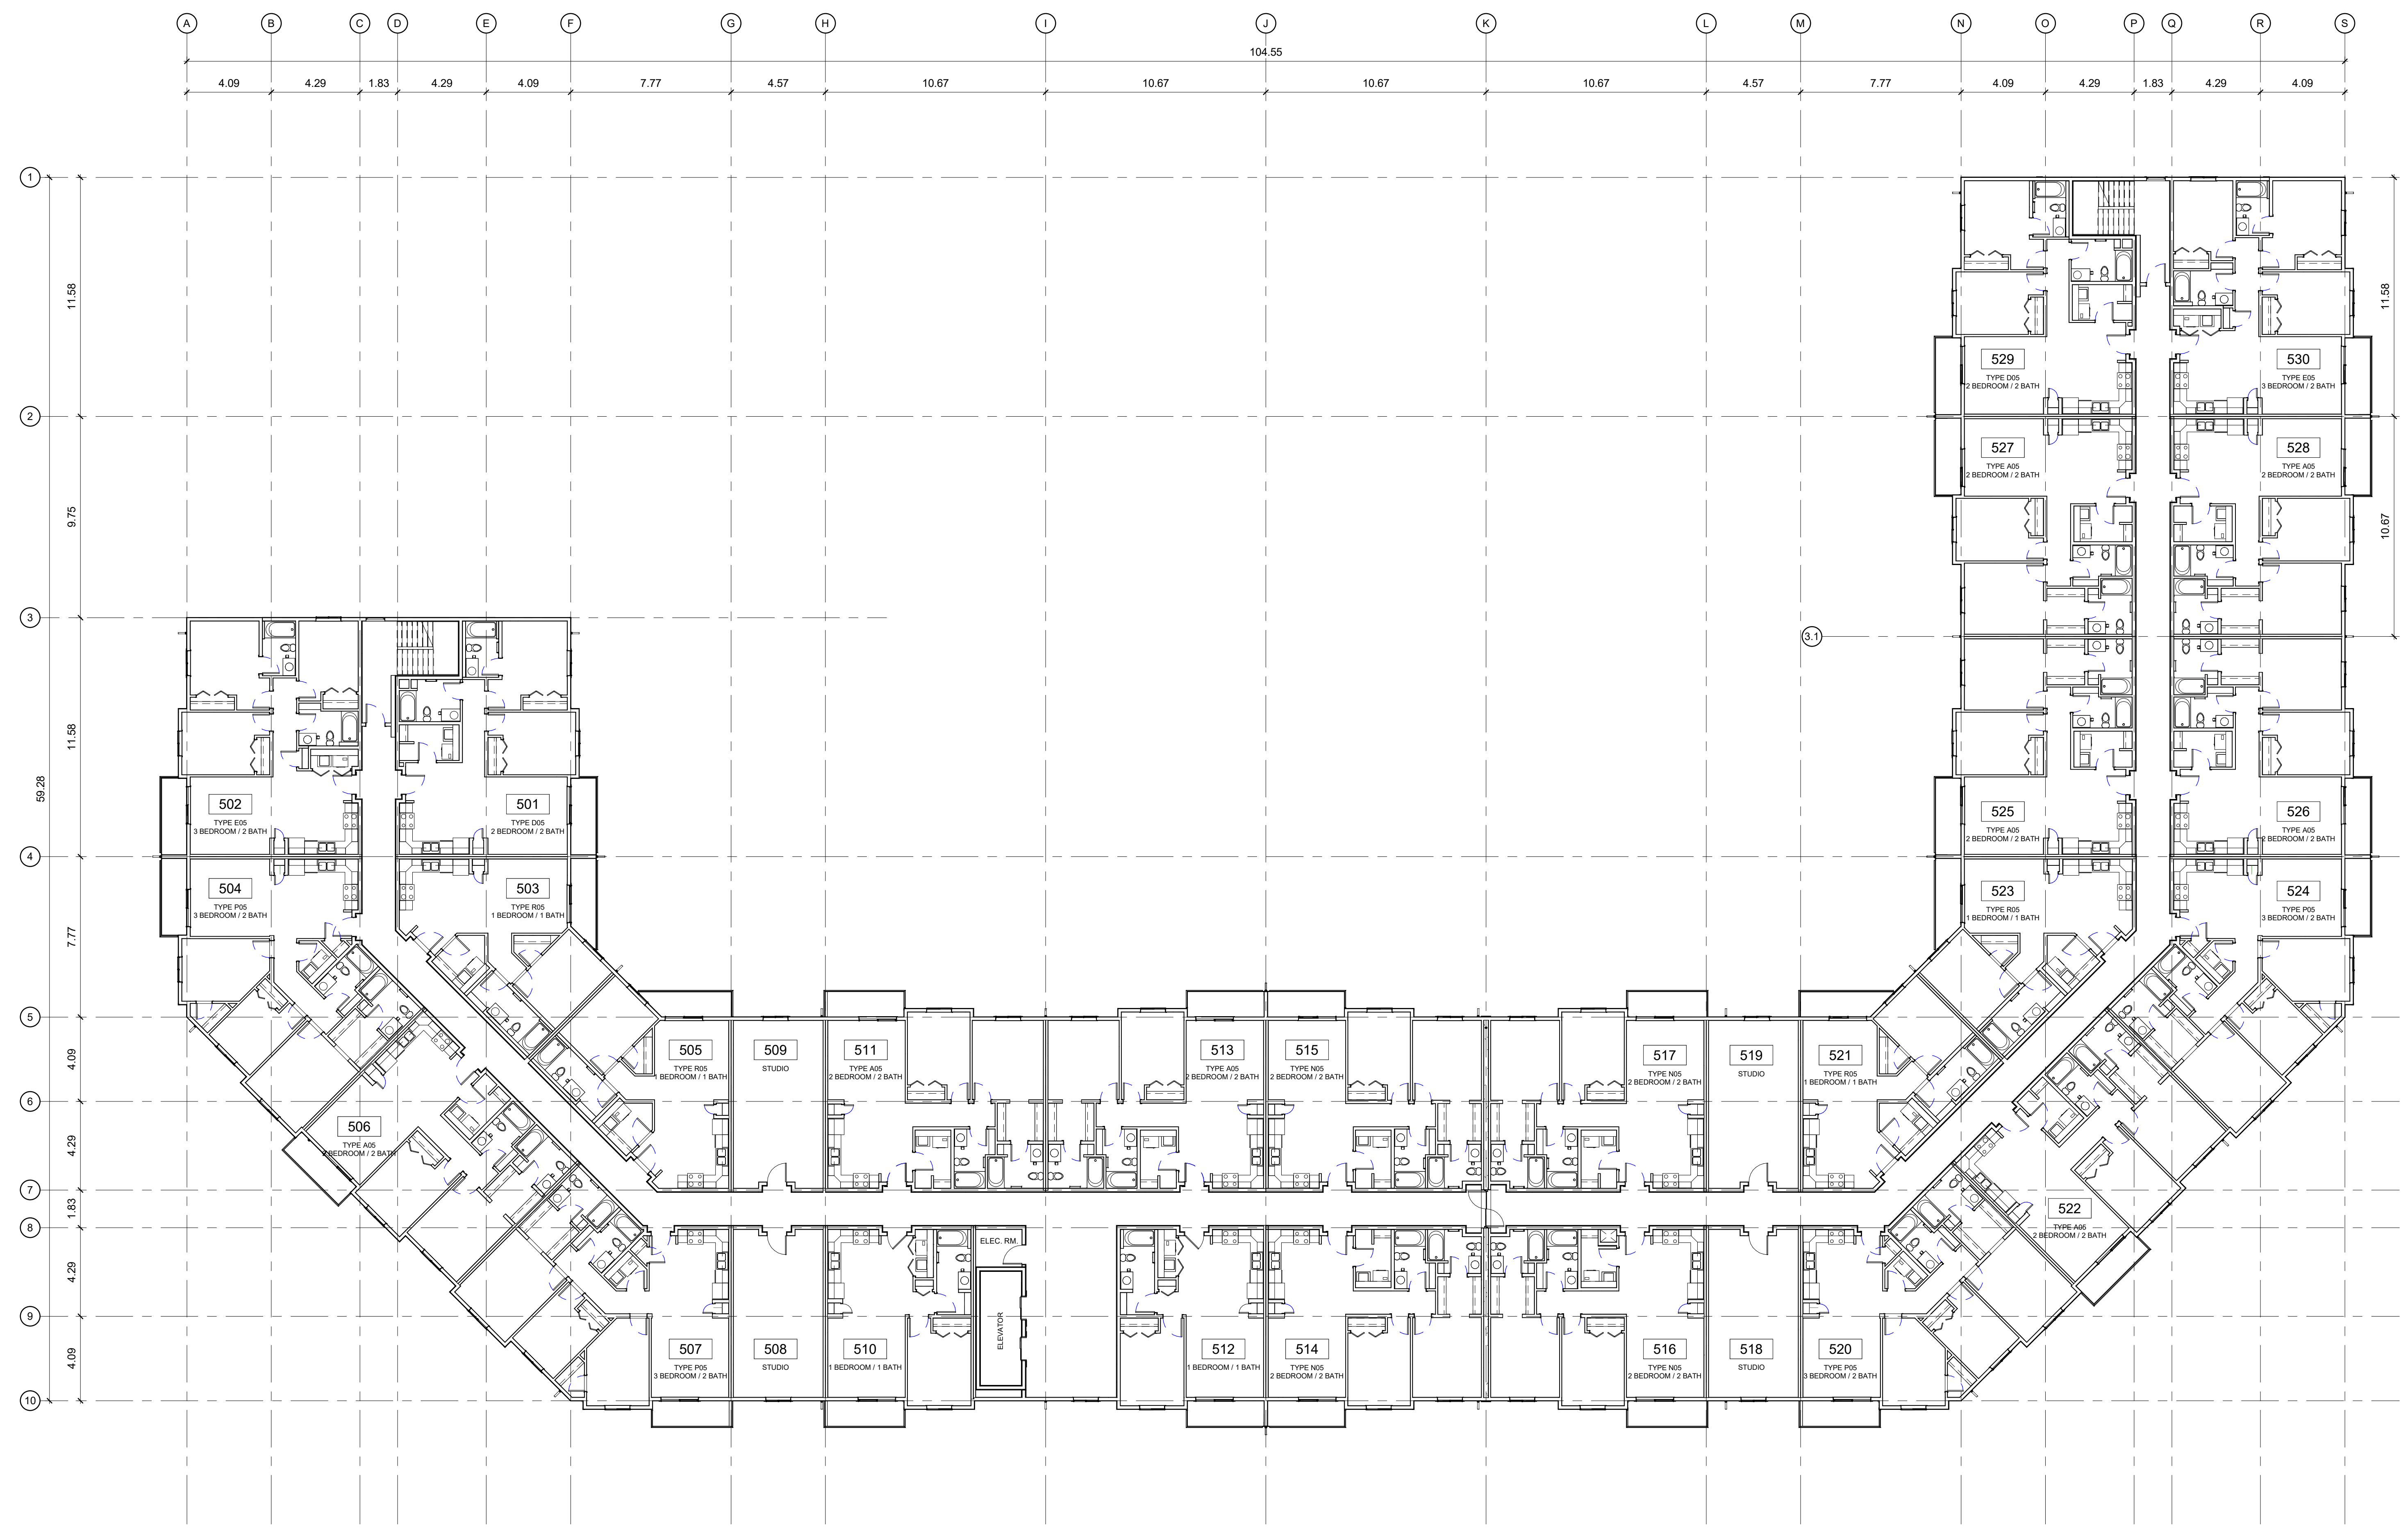 A B C D E F G H I J K L M N O P Q R S
104.55
4.09 4.29 1.83 4.29 4.09 7.77 4.57 10.67 10.67 10.67 10.67 4.57 7.77 4.09 4.29 1.83 4.29 4.09
1
11.58
11.58
529
TYPE D05
2 BEDROOM / 2 BATH
530
TYPE E05
3 BEDROOM / 2 BATH
2
527
TYPE A05
2 BEDROOM / 2 BATH
528
TYPE A05
2 BEDROOM / 2 BATH
9.75
10.67
3
3.1
11.58
59.28
502
TYPE E05
3 BEDROOM / 2 BATH
501
TYPE D05
2 BEDROOM / 2 BATH
525
TYPE A05
2 BEDROOM / 2 BATH
526
TYPE A05
2 BEDROOM / 2 BATH
4
504
TYPE P05
3 BEDROOM / 2 BATH
503
TYPE R05
1 BEDROOM / 1 BATH
523
TYPE R05
1 BEDROOM / 1 BATH
524
TYPE P05
3 BEDROOM / 2 BATH
7.77
5
4.09
505
TYPE R05
1 BEDROOM / 1 BATH
509
STUDIO
511
TYPE A05
2 BEDROOM / 2 BATH
513
TYPE A05
2 BEDROOM / 2 BATH
515
TYPE N05
2 BEDROOM / 2 BATH
517
TYPE N05
2 BEDROOM / 2 BATH
519
STUDIO
521
TYPE R05
1 BEDROOM / 1 BATH
6
506
TYPE A05
2 BEDROOM / 2 BATH
4.29
7
1.83
522
TYPE A05
2 BEDROOM / 2 BATH
8
ELEC. RM.
4.29
9
ELEVATOR
4.09
507
TYPE P05
3 BEDROOM / 2 BATH
508
STUDIO
510
1 BEDROOM / 1 BATH
512
1 BEDROOM / 1 BATH
514
TYPE N05
2 BEDROOM / 2 BATH
516
TYPE N05
2 BEDROOM / 2 BATH
518
STUDIO
520
TYPE P05
3 BEDROOM / 2 BATH
10